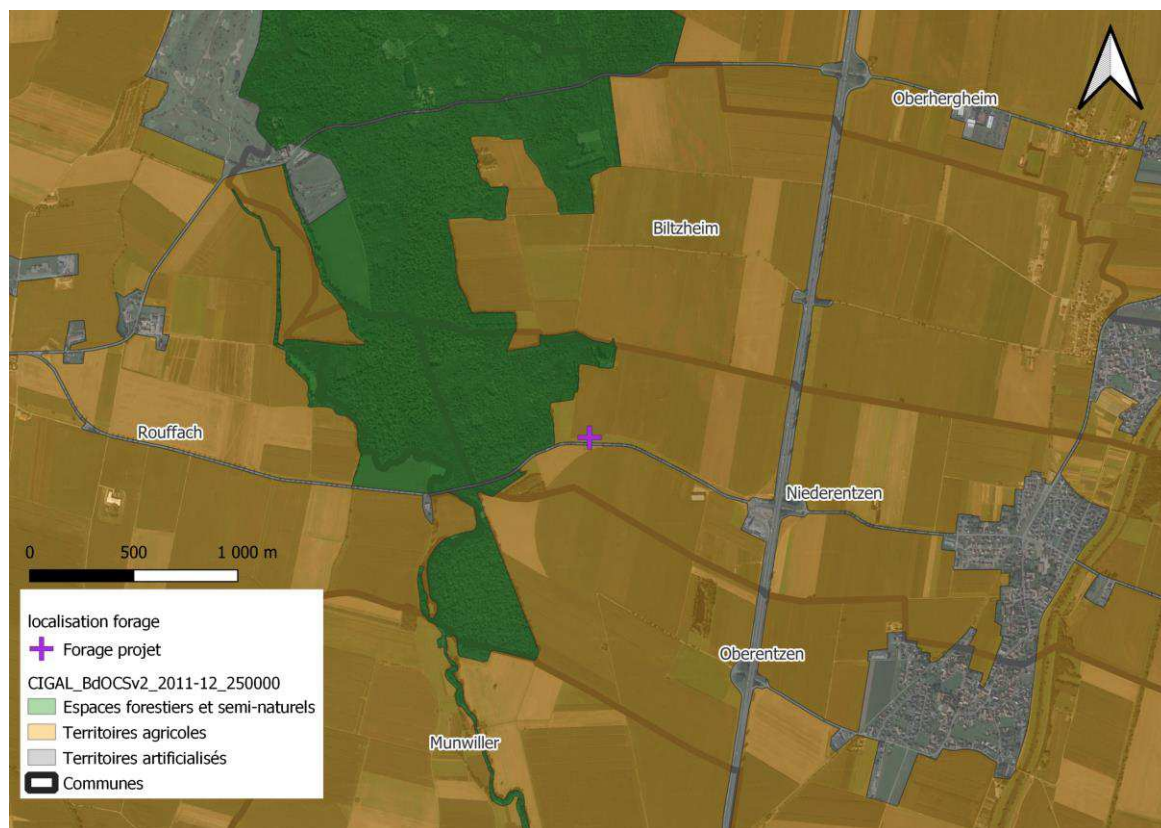 Oberhergheim
Biltzheim
Rouffach
Niederentzen
Oberentzen
Munwiller
0 500 1 000 m
localisation forage
Forage projet
CIGAL_BdOCSv2_2011-12_250000
Espaces forestiers et semi-naturels
Territoires agricoles
Territoires artificialisés
Communes